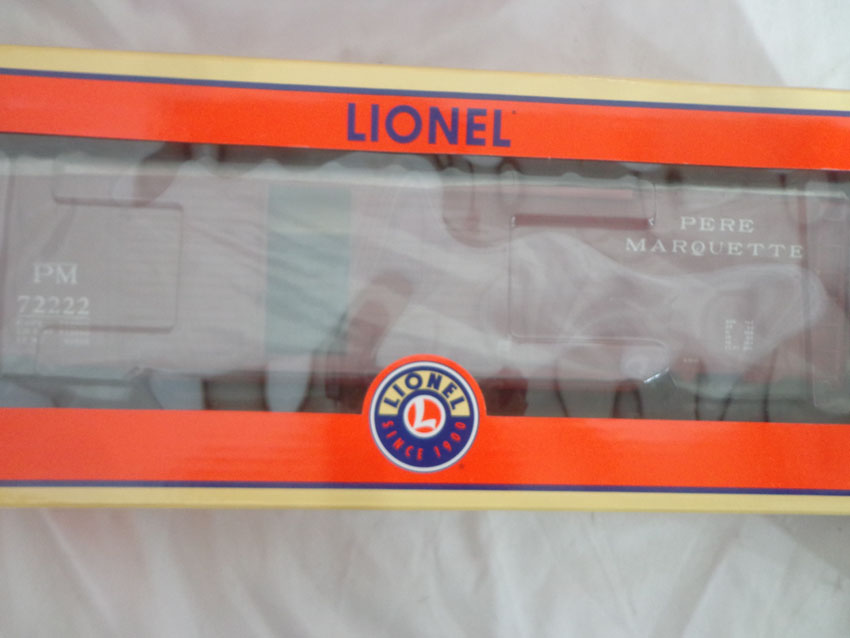 LIONEL
PERE
MARQUETTE
PM
72222
LIONEL
L
SINCE 1900